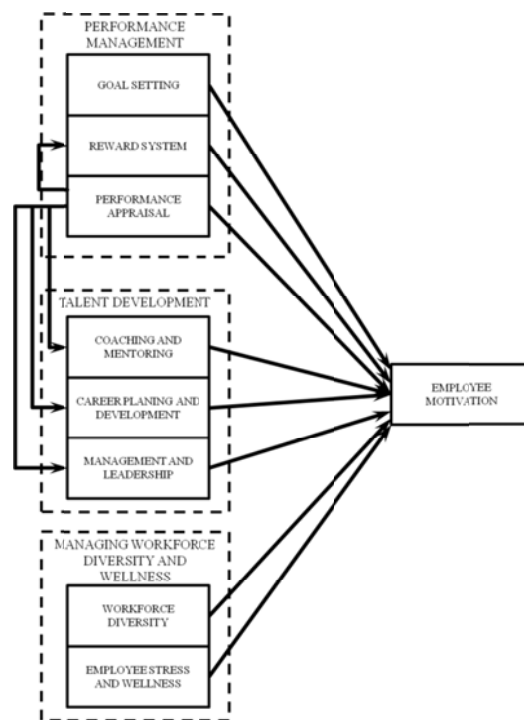 PERFORMANCE
MANAGEMENT
GOAL SETTING
REWARD SYSTEM
PERFORMANCE
APPRAISAL
TALENT DEVELOPMENT
COACHING AND
MENTORING
CAREER PLANING AND
DEVELOPMENT
MANAGEMENT AND
LEADERSHIP
MANAGING WORKFORCE
DIVERSITY AND
WELLNESS
WORKFORCE
DIVERSITY
EMPLOYEE STRESS
AND WELLNESS
EMPLOYEE
MOTIVATION